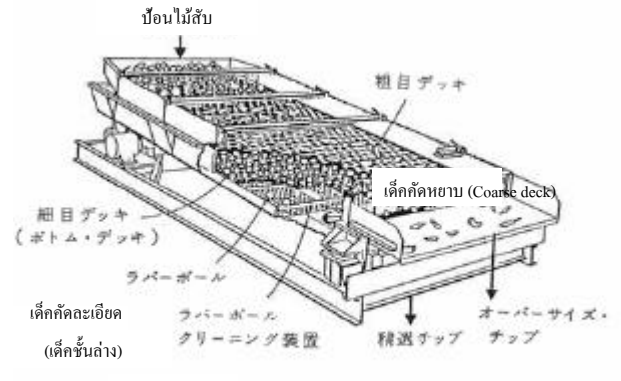 ป้อนไม้สับ
粗目デッキ
เด็คคัดหยาบ (Coarse deck)
細目デッキ
(ボトム・デッキ)
ラバーボール
เด็คคัดละเอียด
(เด็คชั้นล่าง)
ラバーボール
クリーニング装置
精選チップ
オーバーサイズ・
チップ